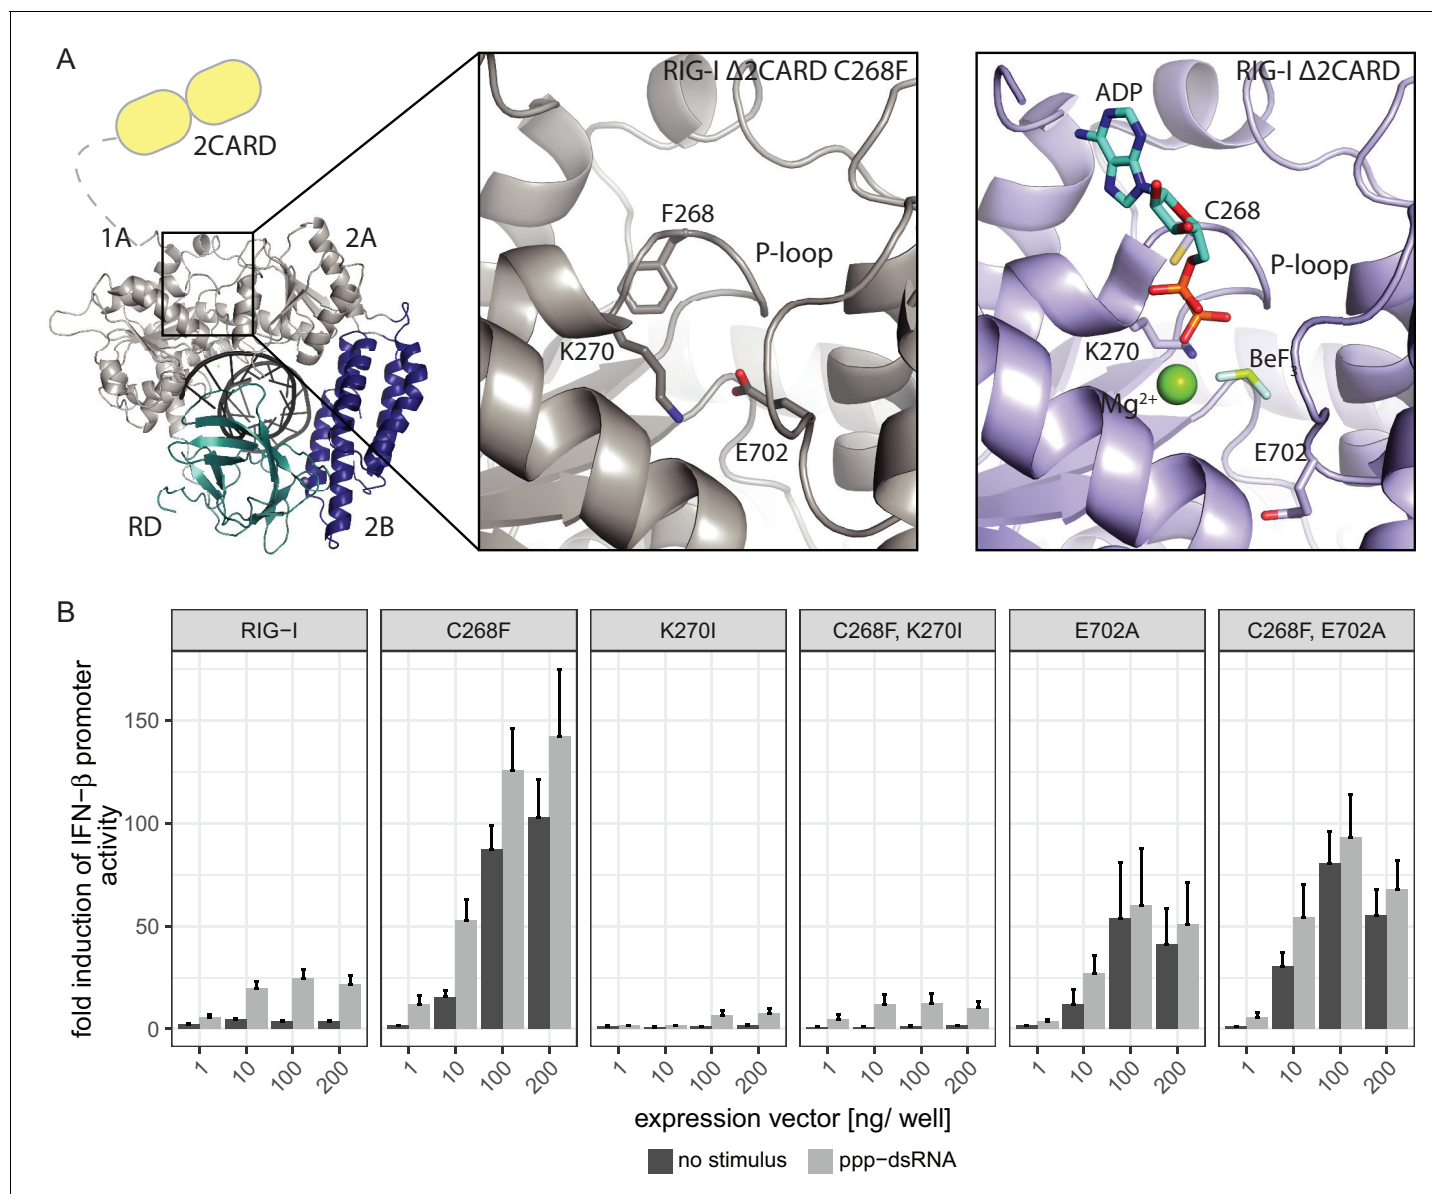 A
2CARD
1A
2A
RD
2B
RIG-I Δ2CARD C268F
F268
P-loop
K270
E702
RIG-I Δ2CARD
ADP
C268
P-loop
K270
BeF3
Mg2+
E702
B
RIG−I
C268F
K270I
C268F, K270I
E702A
C268F, E702A
fold induction of IFN−β promoter
activity
150
100
50
0
1 10 100 200
1 10 100 200
1 10 100 200
1 10 100 200
1 10 100 200
1 10 100 200
expression vector [ng/ well]
no stimulus
ppp−dsRNA